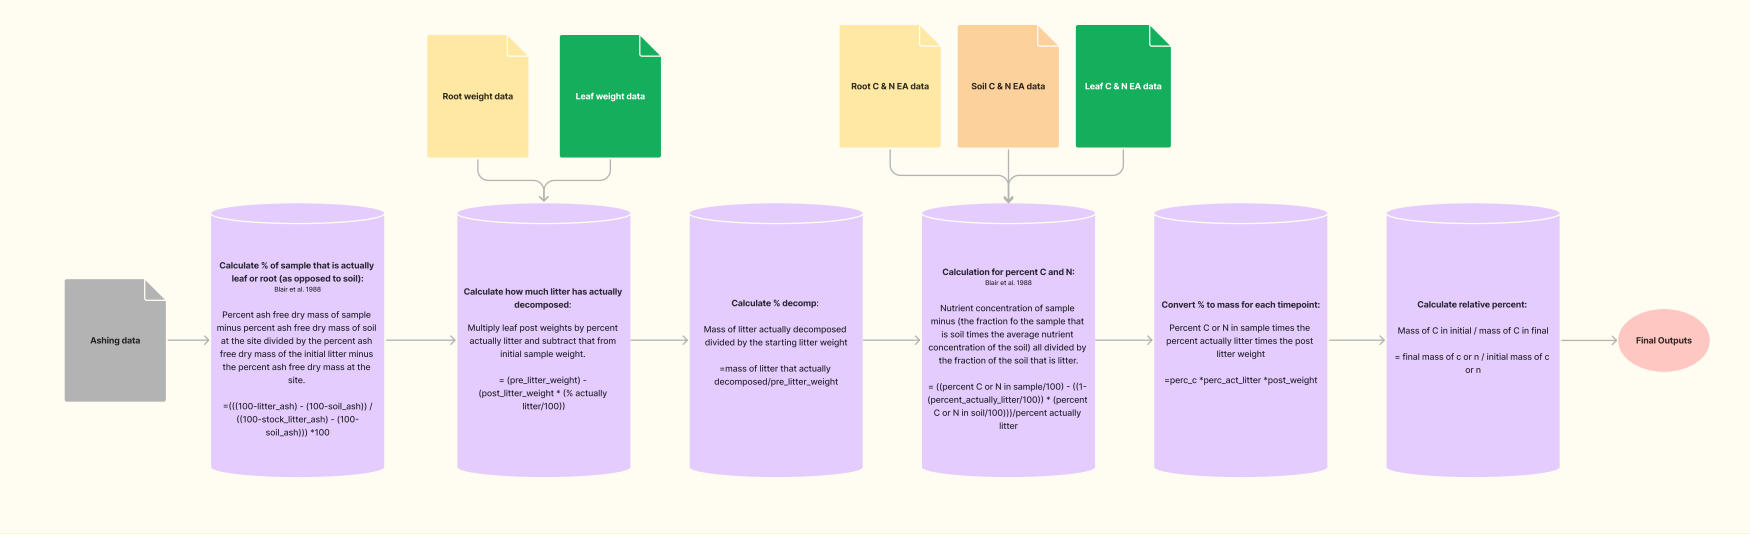 Root weight data
Leaf weight data
Root C & N EA data
Soil C & N EA data
Leaf C & N EA data
Ashing data
Calculate % of sample that is actually
leaf or root (as opposed to soil):
Blair et al. 1988
Percent ash free dry mass of sample
minus percent ash free dry mass of soil
at the site divided by the percent ash
free dry mass of the initial litter minus
the percent ash free dry mass at the
site.
=(((100-litter_ash) - (100-soil_ash)) /
((100-stock_litter_ash) - (100-
soil_ash))) *100
Calculate how much litter has actually
decomposed:
Multiply leaf post weights by percent
actually litter and subtract that from
initial sample weight.
= (pre_litter_weight) -
(post_litter_weight * (% actually
litter/100))
Calculate % decomp:
Mass of litter actually decomposed
divided by the starting litter weight
=mass of litter that actually
decomposed/pre_litter_weight
Calculation for percent C and N:
Blair et al. 1988
Nutrient concentration of sample
minus (the fraction fo the sample that
is soil times the average nutrient
concentration of the soil) all divided by
the fraction of the soil that is litter.
= ((percent C or N in sample/100) - ((1-
(percent_actually_litter/100)) * (percent
C or N in soil/100)))/percent actually
litter
Convert % to mass for each timepoint:
Percent C or N in sample times the
percent actually litter times the post
litter weight
=perc_c *perc_act_litter *post_weight
Calculate relative percent:
Mass of C in initial / mass of C in final
= final mass of c or n / initial mass of c
or n
Final Outputs